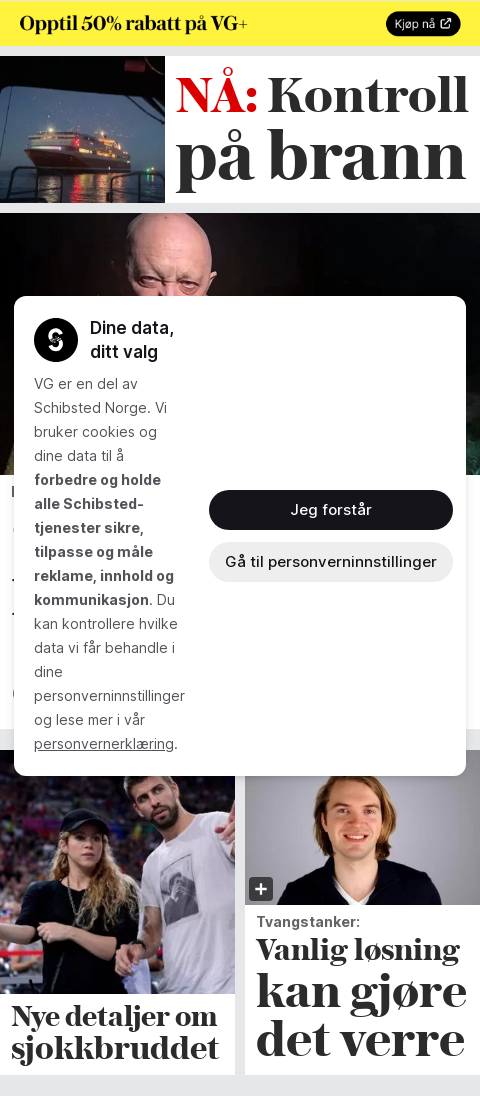 Opptil 50% rabatt på VG+
Kjøp nå
NÅ: Kontroll
på brann
Dine data,
ditt valg
VG er en del av
Schibsted Norge. Vi
bruker cookies og
dine data til å
forbedre og holde
alle Schibsted-
tjenester sikre,
tilpasse og måle
reklame, innhold og
kommunikasjon. Du
kan kontrollere hvilke
data vi får behandle i
dine
personverninnstillinger
og lese mer i vår
personvernerklæring.
Jeg forstår
Gå til personverninnstillinger
Nye detaljer om
sjokkbruddet
Tvangstanker:
Vanlig løsning
kan gjøre
det verre